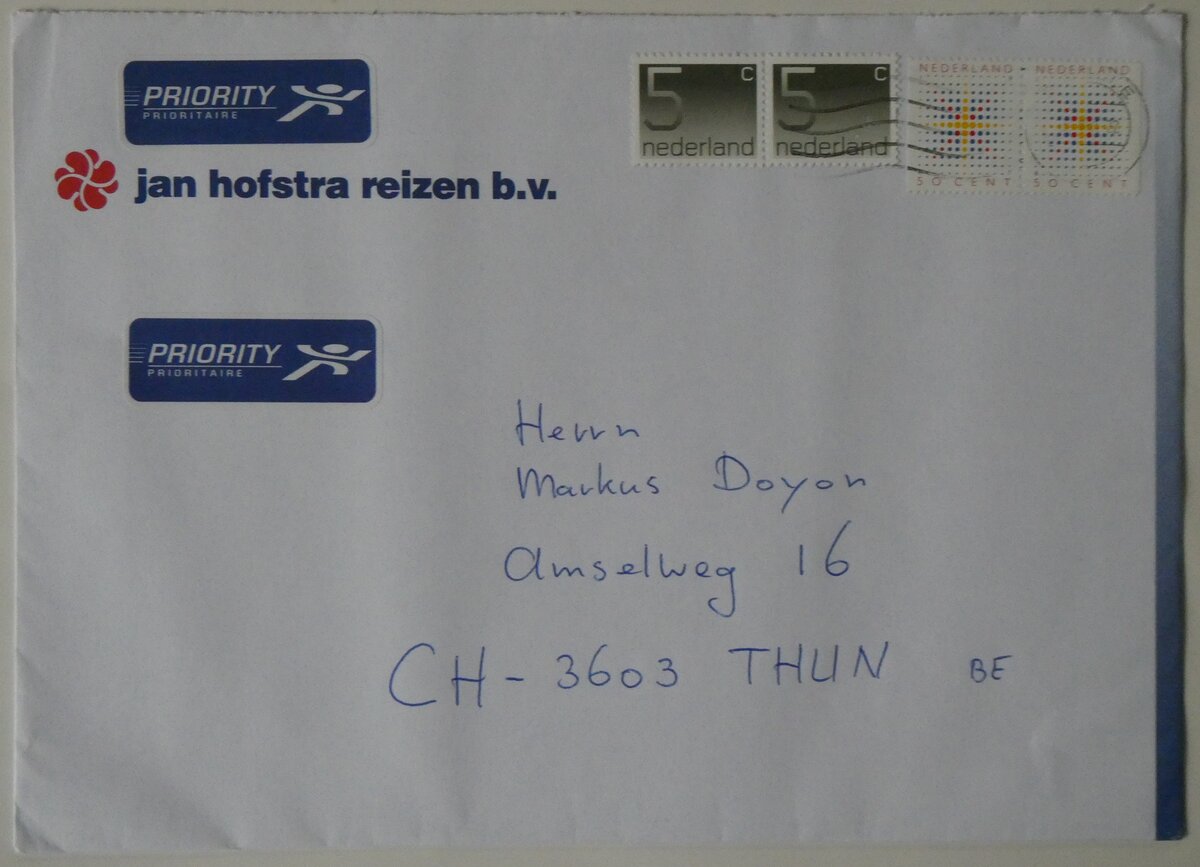 PRIORITY
PRIORITAIRE
jan hofstra reizen b.v.
5 C
nederland
5 C
nederland
NEDERLAND
50 CENT
NEDERLAND
50 CENT
PRIORITY
PRIORITAIRE
Herrn
Markus Doyon
Amselweg 16
CH - 3603 THUN BE